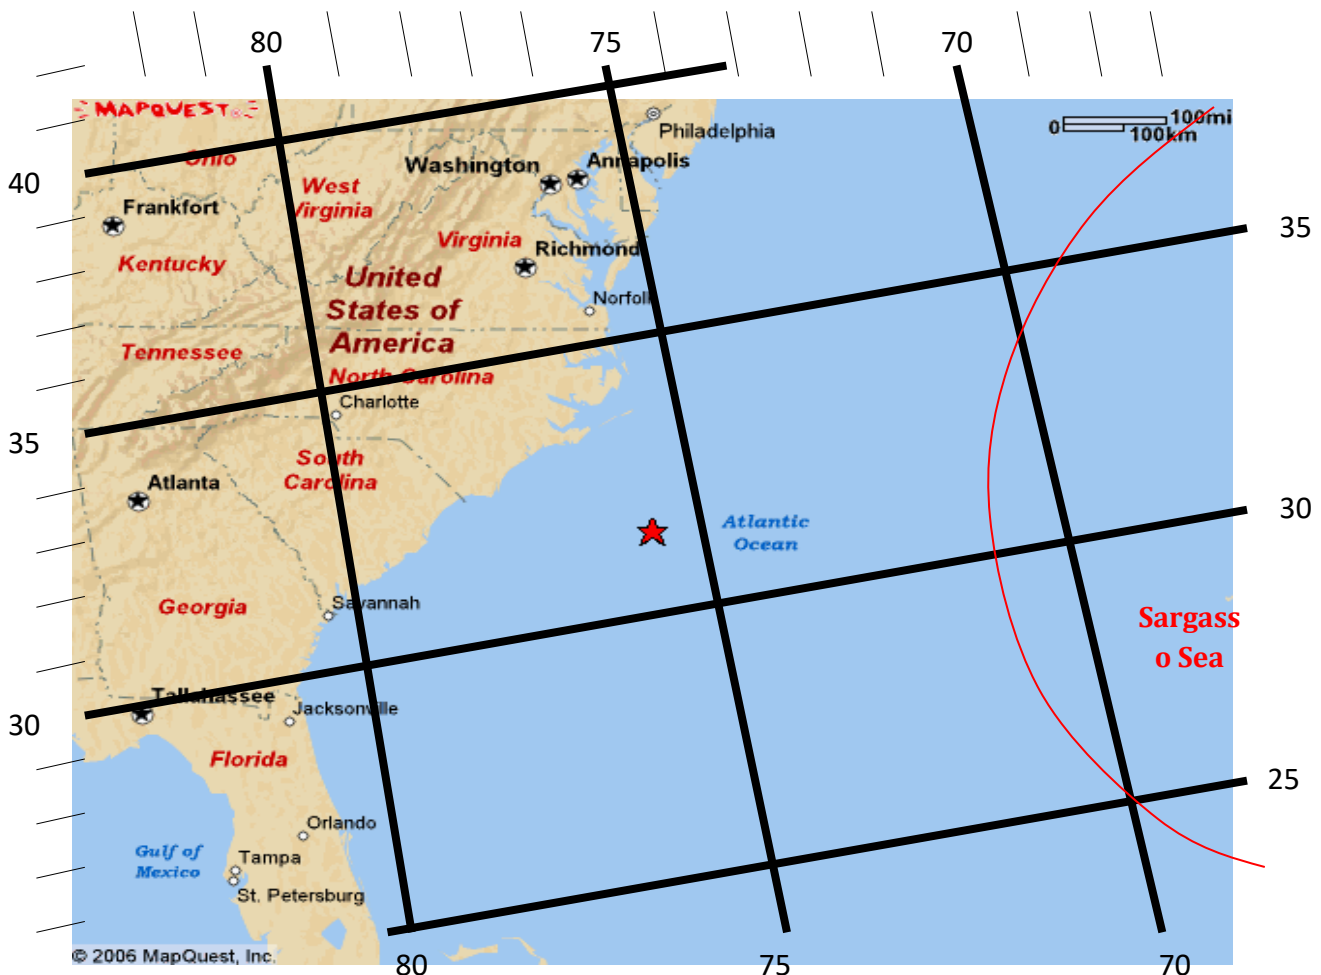 80
75
70
MAPQUEST
100mi
0
100km
Philadelphia
Ohio
Washington
Annapolis
40
West
Virginia
Frankfort
Virginia
Richmond
35
Kentucky
United
States of
America
Norfolk
Tennessee
North Carolina
Charlotte
35
South
Carolina
Atlanta
30
Atlantic
Ocean
Georgia
Savannah
Sargass
o Sea
Tallahassee
Jacksonville
30
Florida
25
Orlando
Gulf of
Mexico
Tampa
St. Petersburg
© 2006 MapQuest, Inc.
80
75
70